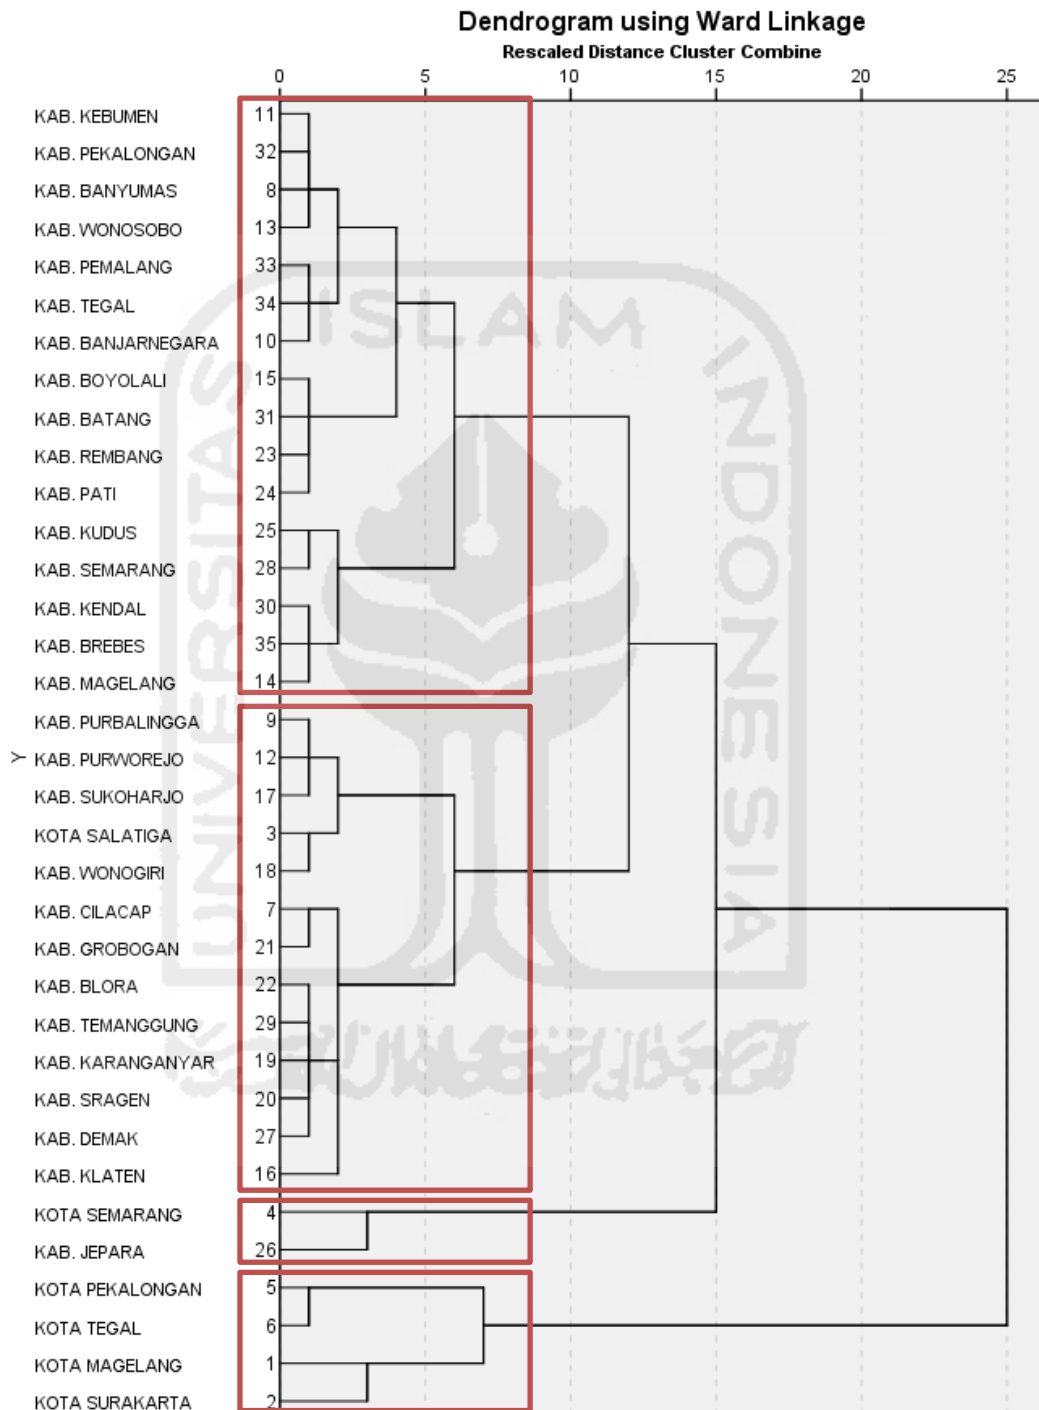 Dendrogram using Ward Linkage
Rescaled Distance Cluster Combine
0 5 10 15 20 25
KAB. KEBUMEN 11
KAB. PEKALONGAN 32
KAB. BANYUMAS 8
KAB. WONOSOBO 13
KAB. PEMALANG 33
KAB. TEGAL 34
KAB. BANJARNEGARA 10
KAB. BOYOLALI 15
KAB. BATANG 31
KAB. REMBANG 23
KAB. PATI 24
KAB. KUDUS 25
KAB. SEMARANG 28
KAB. KENDAL 30
KAB. BREBES 35
KAB. MAGELANG 14
KAB. PURBALINGGA 9
Y
KAB. PURWOREJO 12
KAB. SUKOHARJO 17
KOTA SALATIGA 3
KAB. WONOGIRI 18
KAB. CILACAP 7
KAB. GROBOGAN 21
KAB. BLORA 22
KAB. TEMANGGUNG 29
KAB. KARANGANYAR 19
KAB. SRAGEN 20
KAB. DEMAK 27
KAB. KLATEN 16
KOTA SEMARANG 4
KAB. JEPARA 26
KOTA PEKALONGAN 5
KOTA TEGAL 6
KOTA MAGELANG 1
KOTA SURAKARTA 2
UNIVERSITAS
ISLAM
INDONESIA